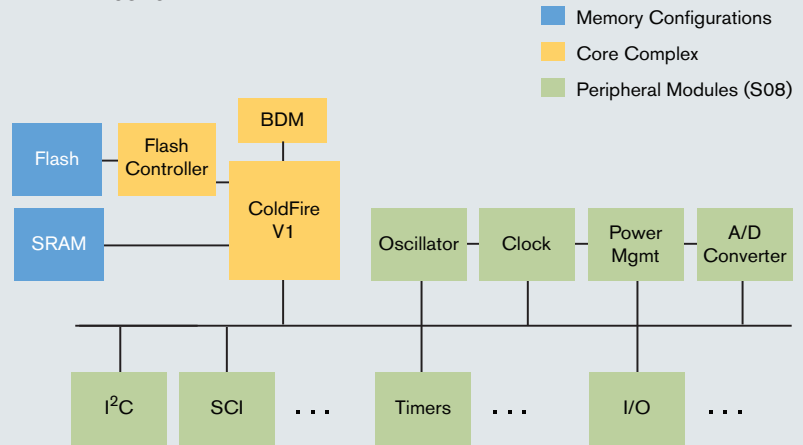 Memory Configurations
Core Complex
Peripheral Modules (S08)
BDM
Flash
Flash
Controller
ColdFire
V1
SRAM
Oscillator
Clock
Power
Mgmt
A/D
Converter
I²C
SCI
. . .
Timers
. . .
I/O
. . .